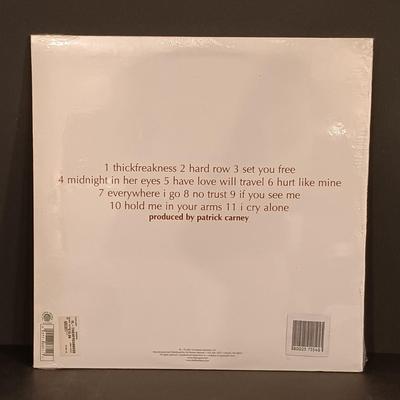 1 thickfreakness 2 hard row 3 set you free
4 midnight in her eyes 5 have love will travel 6 hurt like mine
7 everywhere i go 8 no trust 9 if you see me
10 hold me in your arms 11 i cry alone
produced by patrick carney